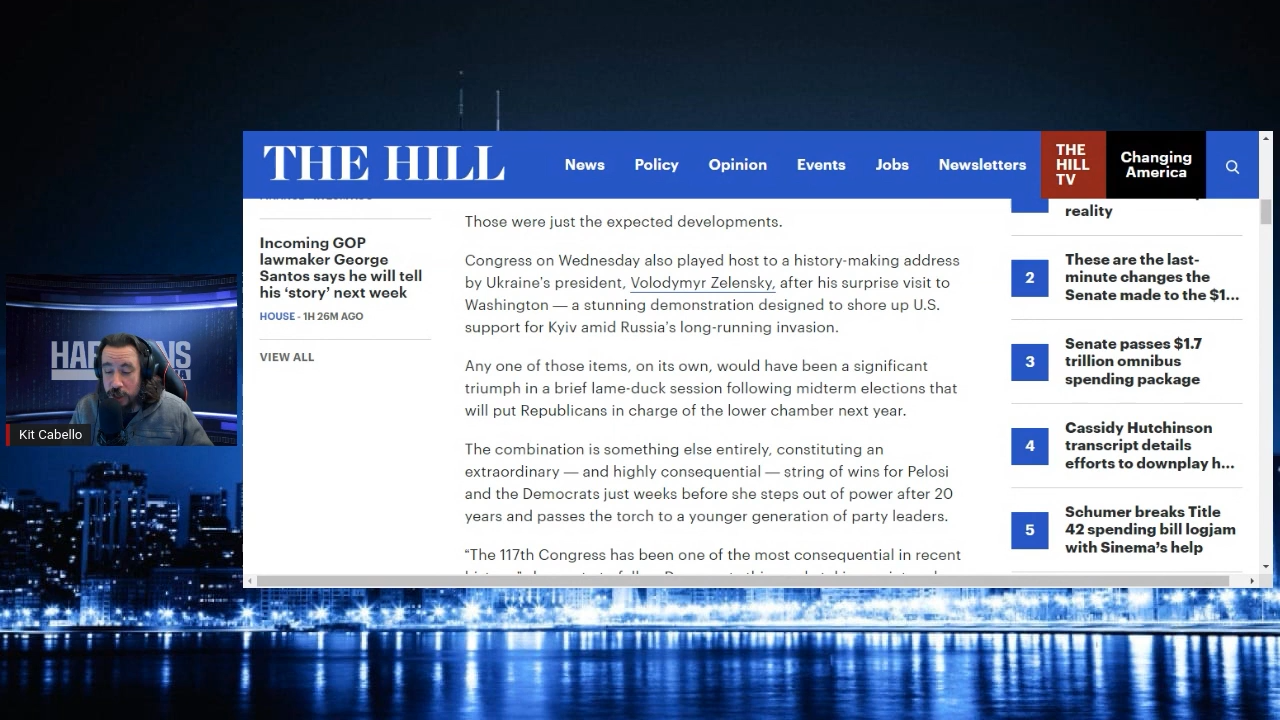 THE HILL
News
Policy
Opinion
Events
Jobs
Newsletters
THE
HILL
TV
Changing
America
Incoming GOP
lawmaker George
Santos says he will tell
his ‘story’ next week
HOUSE - 1H 26M AGO
VIEW ALL
Those were just the expected developments.
Congress on Wednesday also played host to a history-making address
by Ukraine’s president, Volodymyr Zelensky, after his surprise visit to
Washington — a stunning demonstration designed to shore up U.S.
support for Kyiv amid Russia’s long-running invasion.
Any one of those items, on its own, would have been a significant
triumph in a brief lame-duck session following midterm elections that
will put Republicans in charge of the lower chamber next year.
The combination is something else entirely, constituting an
extraordinary — and highly consequential — string of wins for Pelosi
and the Democrats just weeks before she steps out of power after 20
years and passes the torch to a younger generation of party leaders.
“The 117th Congress has been one of the most consequential in recent
reality
2
These are the last-
minute changes the
Senate made to the $1...
3
Senate passes $1.7
trillion omnibus
spending package
4
Cassidy Hutchinson
transcript details
efforts to downplay h...
5
Schumer breaks Title
42 spending bill logjam
with Sinema’s help
Kit Cabello